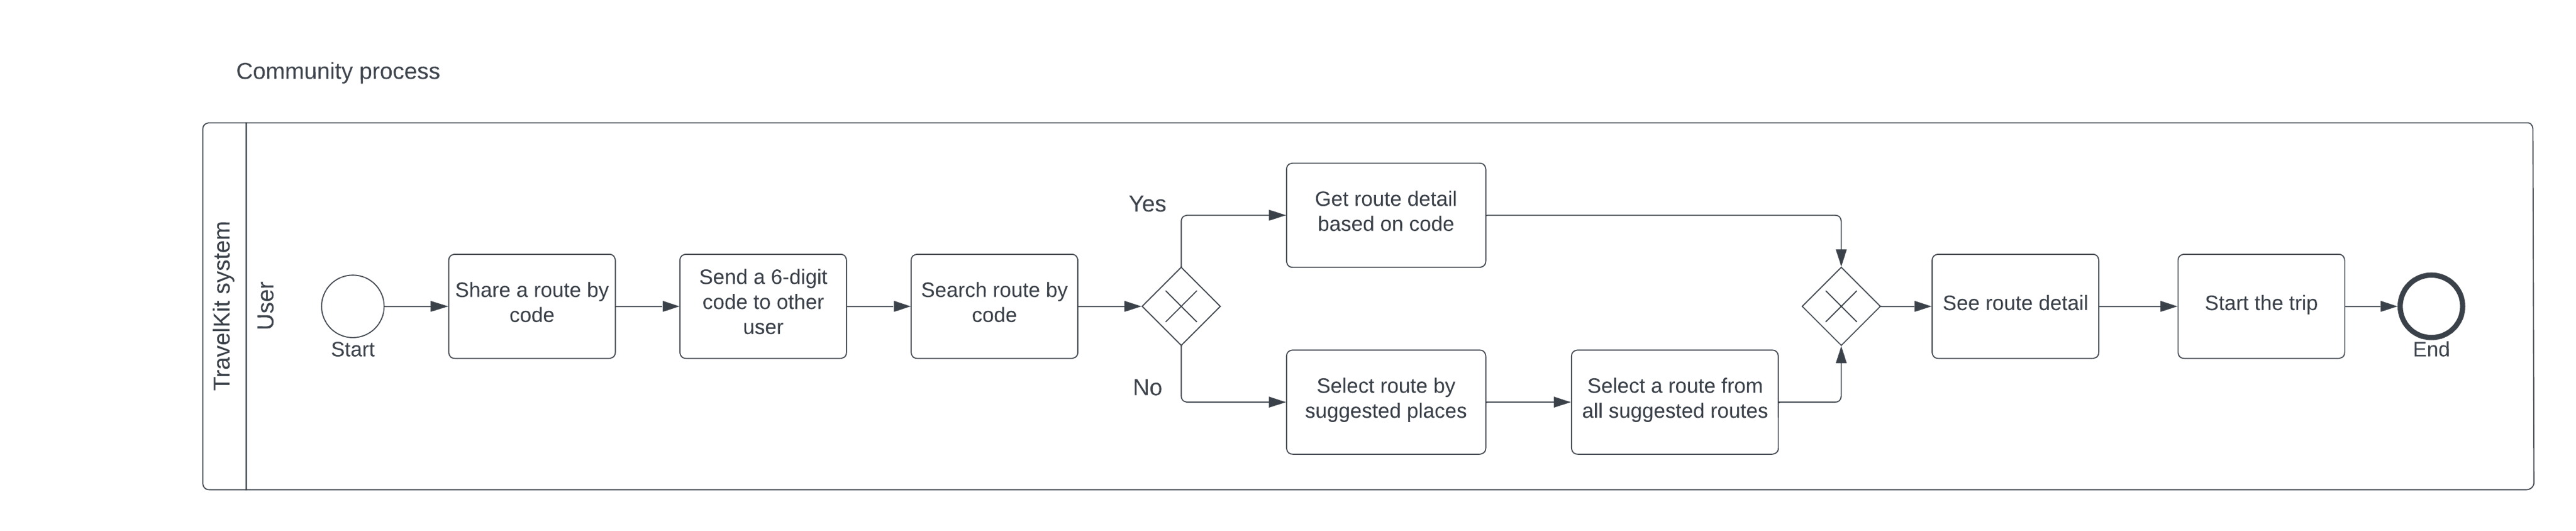 Community process
TravelKit system
User
Start
Share a route by
code
Send a 6-digit
code to other
user
Search route by
code
Yes
No
Get route detail
based on code
Select route by
suggested places
Select a route from
all suggested routes
See route detail
Start the trip
End